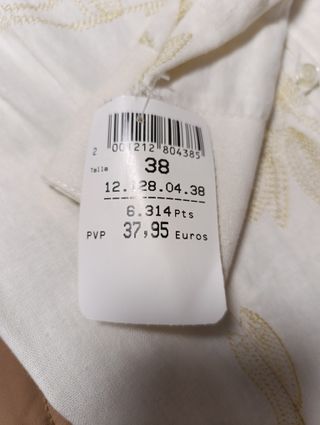 2 001212 804385
Talla 38
12.128.04.38
6.314 Pts
PVP 37,95 Euros